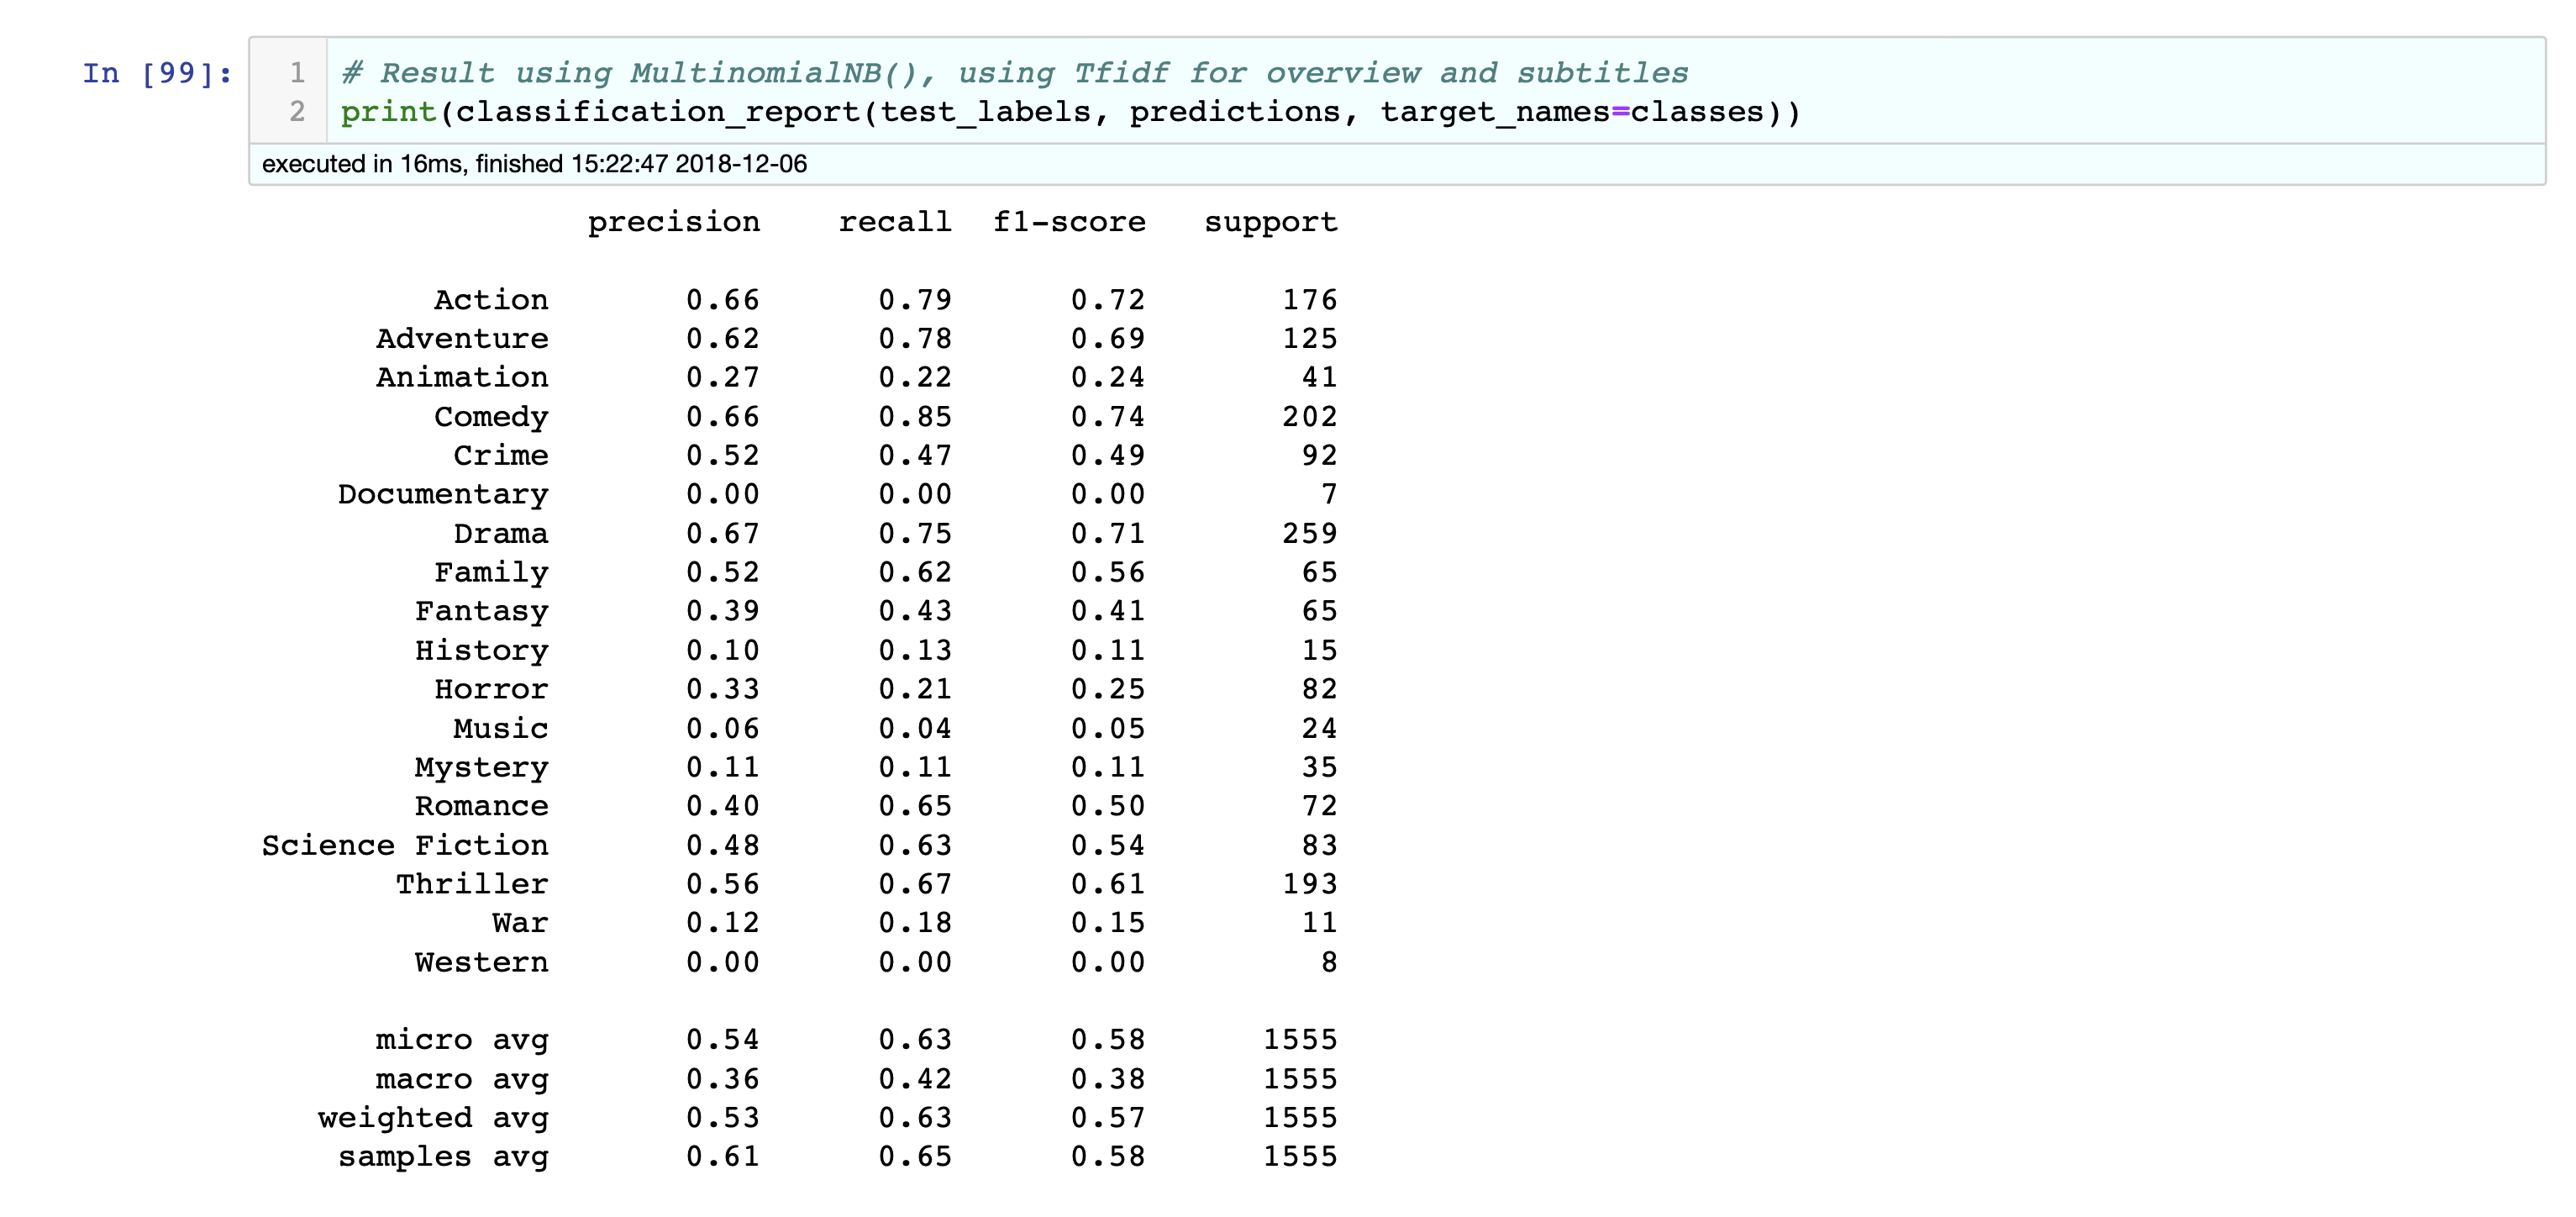 In [99]:
1 # Result using MultinomialNB(), using Tfidf for overview and subtitles
2 print(classification_report(test_labels, predictions, target_names=classes))
executed in 16ms, finished 15:22:47 2018-12-06
precision recall f1-score support
Action 0.66 0.79 0.72 176
Adventure 0.62 0.78 0.69 125
Animation 0.27 0.22 0.24 41
Comedy 0.66 0.85 0.74 202
Crime 0.52 0.47 0.49 92
Documentary 0.00 0.00 0.00 7
Drama 0.67 0.75 0.71 259
Family 0.52 0.62 0.56 65
Fantasy 0.39 0.43 0.41 65
History 0.10 0.13 0.11 15
Horror 0.33 0.21 0.25 82
Music 0.06 0.04 0.05 24
Mystery 0.11 0.11 0.11 35
Romance 0.40 0.65 0.50 72
Science Fiction 0.48 0.63 0.54 83
Thriller 0.56 0.67 0.61 193
War 0.12 0.18 0.15 11
Western 0.00 0.00 0.00 8
micro avg 0.54 0.63 0.58 1555
macro avg 0.36 0.42 0.38 1555
weighted avg 0.53 0.63 0.57 1555
samples avg 0.61 0.65 0.58 1555